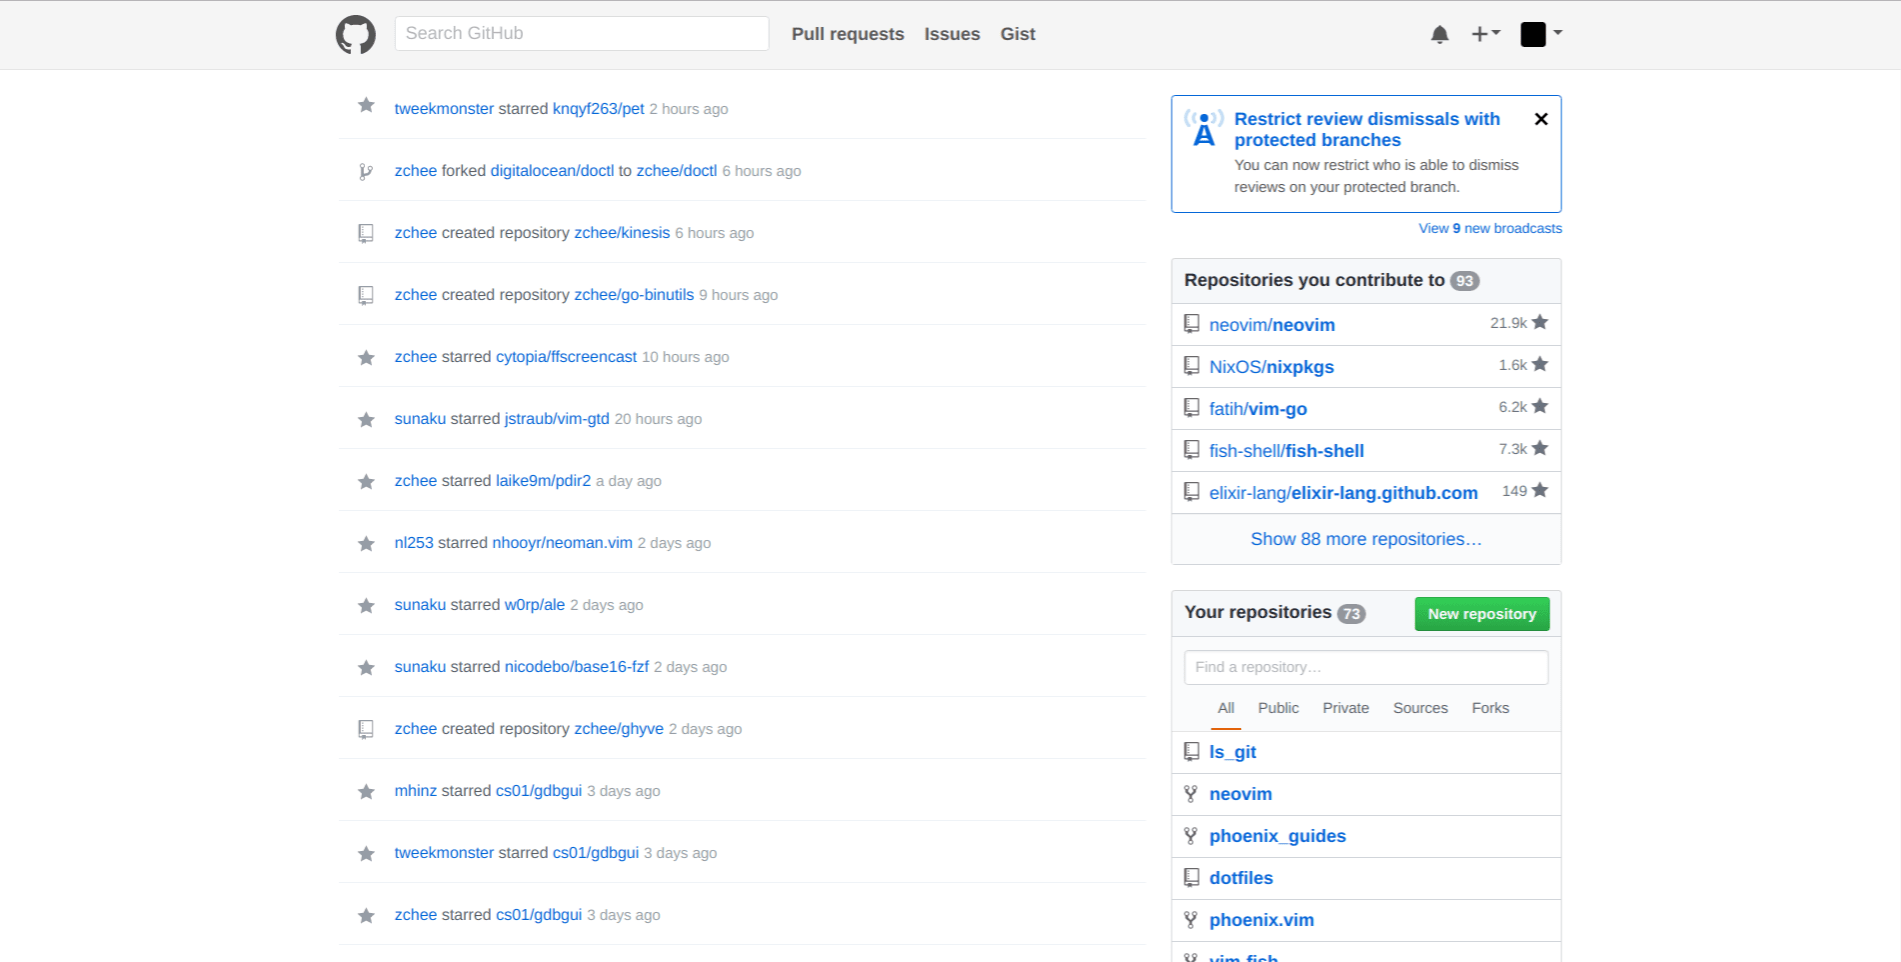 Search GitHub
Pull requests
Issues
Gist
tweekmonster starred knqyf263/pet 2 hours ago
zchee forked digitalocean/doctl to zchee/doctl 6 hours ago
zchee created repository zchee/kinesis 6 hours ago
zchee created repository zchee/go-binutils 9 hours ago
zchee starred cytopia/ffscreencast 10 hours ago
sunaku starred jstraub/vim-gtd 20 hours ago
zchee starred laike9m/pdir2 a day ago
nl253 starred nhooyr/neoman.vim 2 days ago
sunaku starred w0rp/ale 2 days ago
sunaku starred nicodebo/base16-fzf 2 days ago
zchee created repository zchee/ghyve 2 days ago
mhinz starred cs01/gdbgui 3 days ago
tweekmonster starred cs01/gdbgui 3 days ago
zchee starred cs01/gdbgui 3 days ago
Restrict review dismissals with
protected branches
You can now restrict who is able to dismiss
reviews on your protected branch.
View 9 new broadcasts
Repositories you contribute to 93
neovim/neovim 21.9k
NixOS/nixpkgs 1.6k
fatih/vim-go 6.2k
fish-shell/fish-shell 7.3k
elixir-lang/elixir-lang.github.com 149
Show 88 more repositories…
Your repositories 73
New repository
Find a repository…
All Public Private Sources Forks
ls_git
neovim
phoenix_guides
dotfiles
phoenix.vim
vim-fish